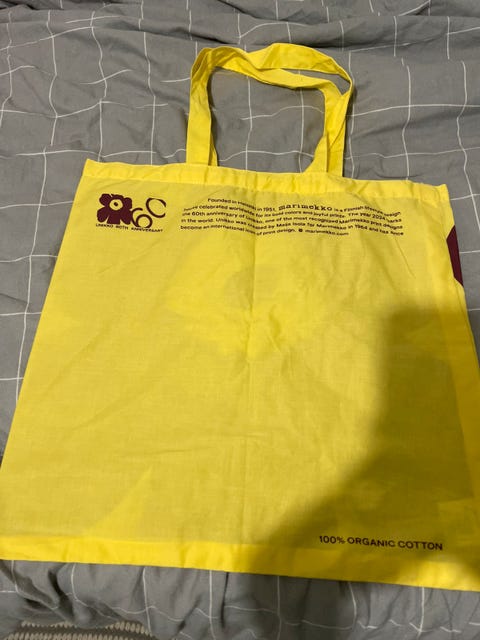 60
UNIKKO 60TH ANNIVERSARY
Founded in Helsinki in 1951, marimekko is a Finnish lifestyle design
house celebrated worldwide for its bold colors and joyful prints. The year 2024 marks
the 60th anniversary of Unikko, one of the most recognized Marimekko print designs
in the world. Unikko was created by Maija Isola for Marimekko in 1964 and has since
become an international icon of print design. marimekko.com
100% ORGANIC COTTON